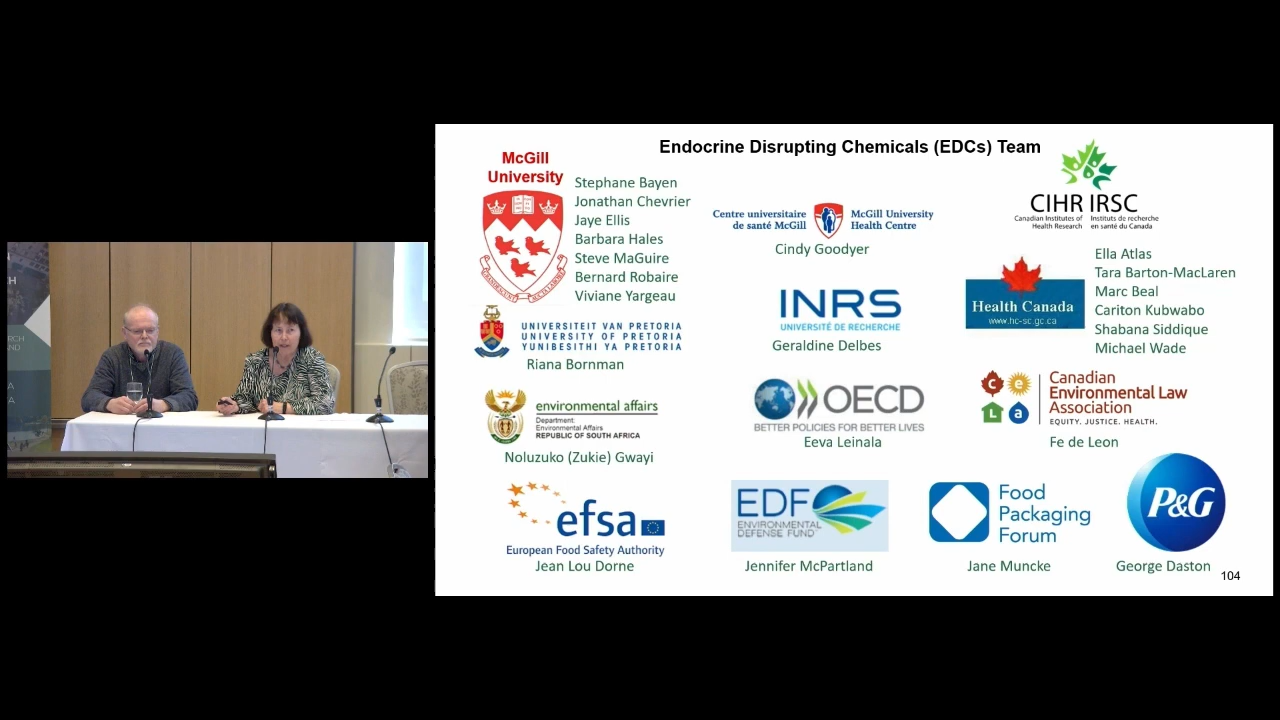 Endocrine Disrupting Chemicals (EDCs) Team
McGill
University
Stephane Bayen
Jonathan Chevrier
Jaye Ellis
Barbara Hales
Steve MaGuire
Bernard Robaire
Viviane Yargeau
Centre universitaire
de santé McGill
McGill University
Health Centre
Cindy Goodyer
CIHR IRSC
Canadian Institutes of
Health Research
Instituts de recherche
en santé du Canada
UNIVERSITEIT VAN PRETORIA
UNIVERSITY OF PRETORIA
YUNIBESITHI YA PRETORIA
Riana Bornman
INRS
UNIVERSITÉ DE RECHERCHE
Geraldine Delbes
Health Canada
www.hc-sc.gc.ca
Ella Atlas
Tara Barton-MacLaren
Marc Beal
Cariton Kubwabo
Shabana Siddique
Michael Wade
environmental affairs
Department:
Environmental Affairs
REPUBLIC OF SOUTH AFRICA
Noluzuko (Zukie) Gwayi
OECD
BETTER POLICIES FOR BETTER LIVES
Eeva Leinala
c e
L a
Canadian
Environmental Law
Association
EQUITY. JUSTICE. HEALTH.
Fe de Leon
efsa
European Food Safety Authority
Jean Lou Dorne
EDF
ENVIRONMENTAL
DEFENSE FUND
Jennifer McPartland
Food
Packaging
Forum
Jane Muncke
P&G
George Daston
104